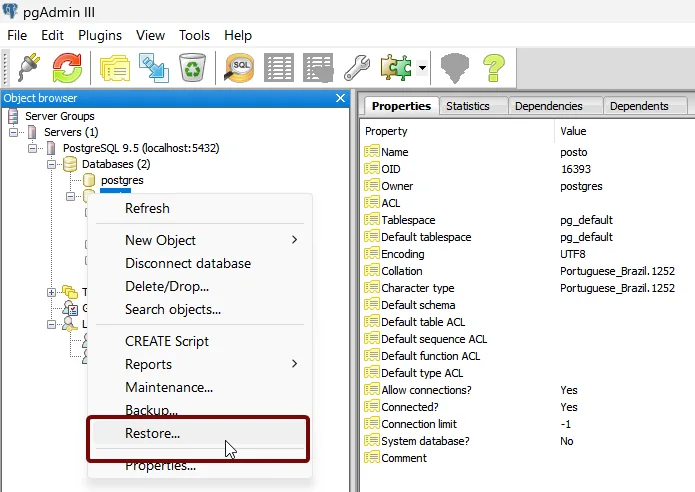 pgAdmin III
File Edit Plugins View Tools Help
SQL
?
Object browser
Server Groups
Servers (1)
PostgreSQL 9.5 (localhost:5432)
Databases (2)
postgres
Refresh
New Object
Disconnect database
Delete/Drop...
Search objects...
CREATE Script
Reports
Maintenance...
Backup...
Restore...
Properties...
T
G
L
Properties Statistics Dependencies Dependents
Property Value
Name posto
OID 16393
Owner postgres
ACL
Tablespace pg_default
Default tablespace pg_default
Encoding UTF8
Collation Portuguese_Brazil.1252
Character type Portuguese_Brazil.1252
Default schema
Default table ACL
Default sequence ACL
Default function ACL
Default type ACL
Allow connections? Yes
Connected? Yes
Connection limit -1
System database? No
Comment